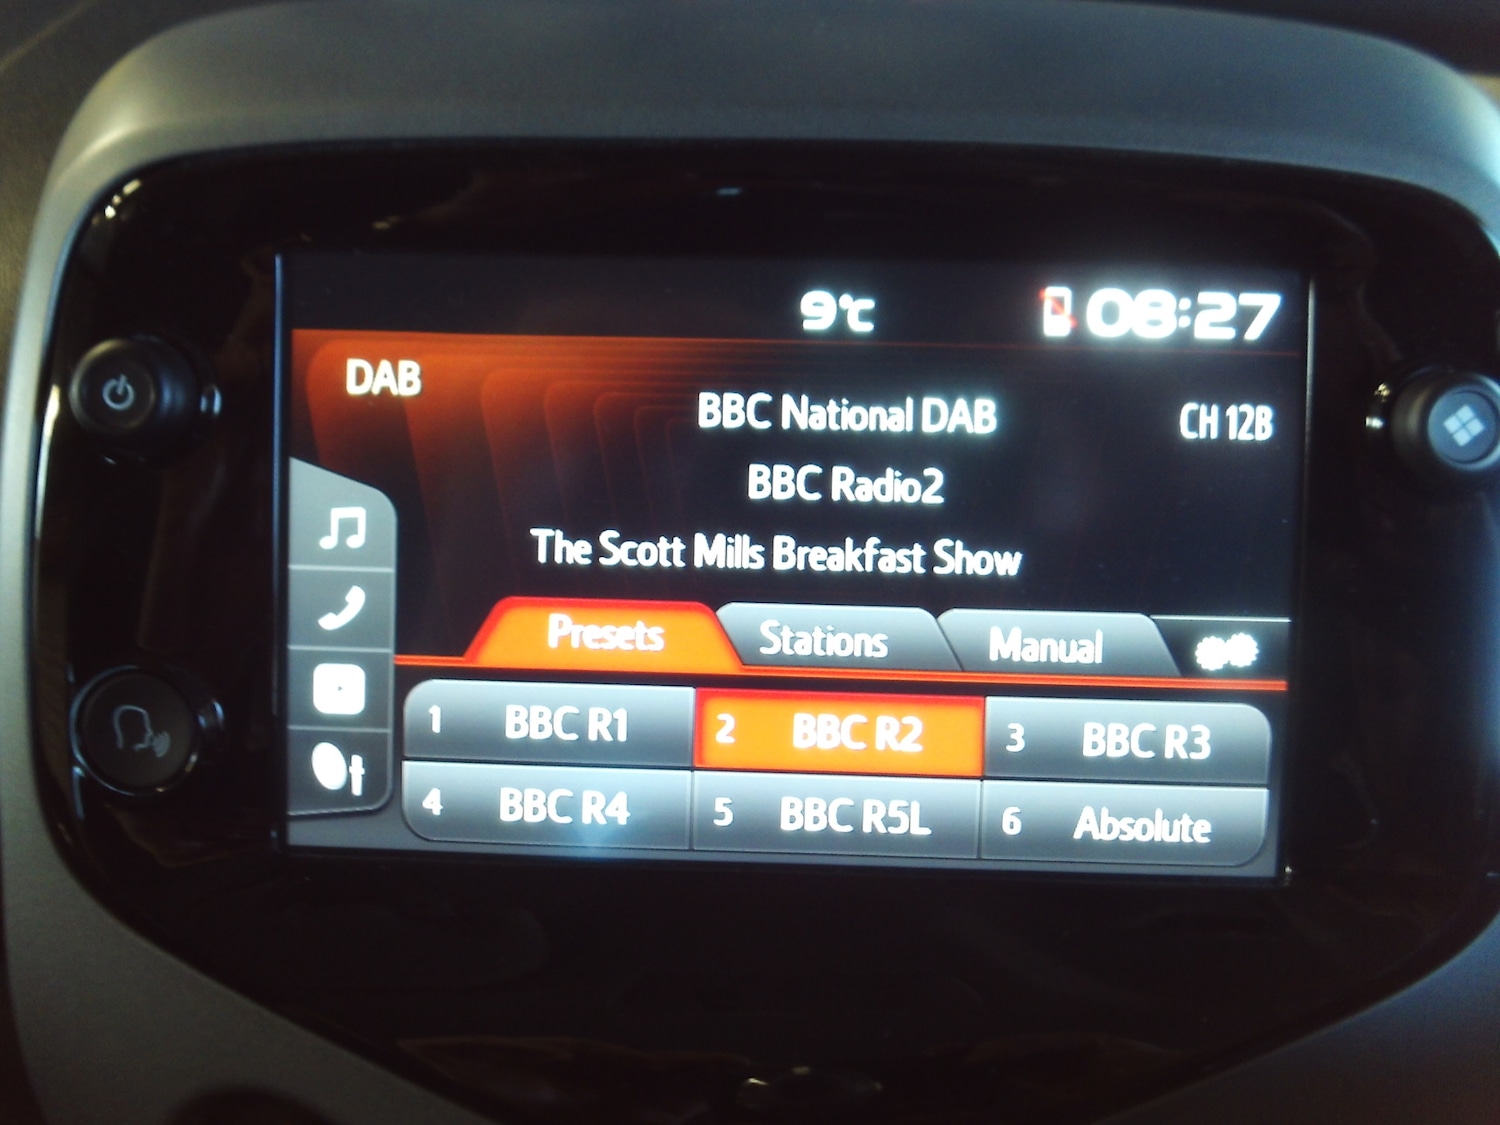 9°C 08:27
DAB
BBC National DAB CH 12B
BBC Radio2
The Scott Mills Breakfast Show
Presets Stations Manual
1 BBC R1 2 BBC R2 3 BBC R3
4 BBC R4 5 BBC R5L 6 Absolute